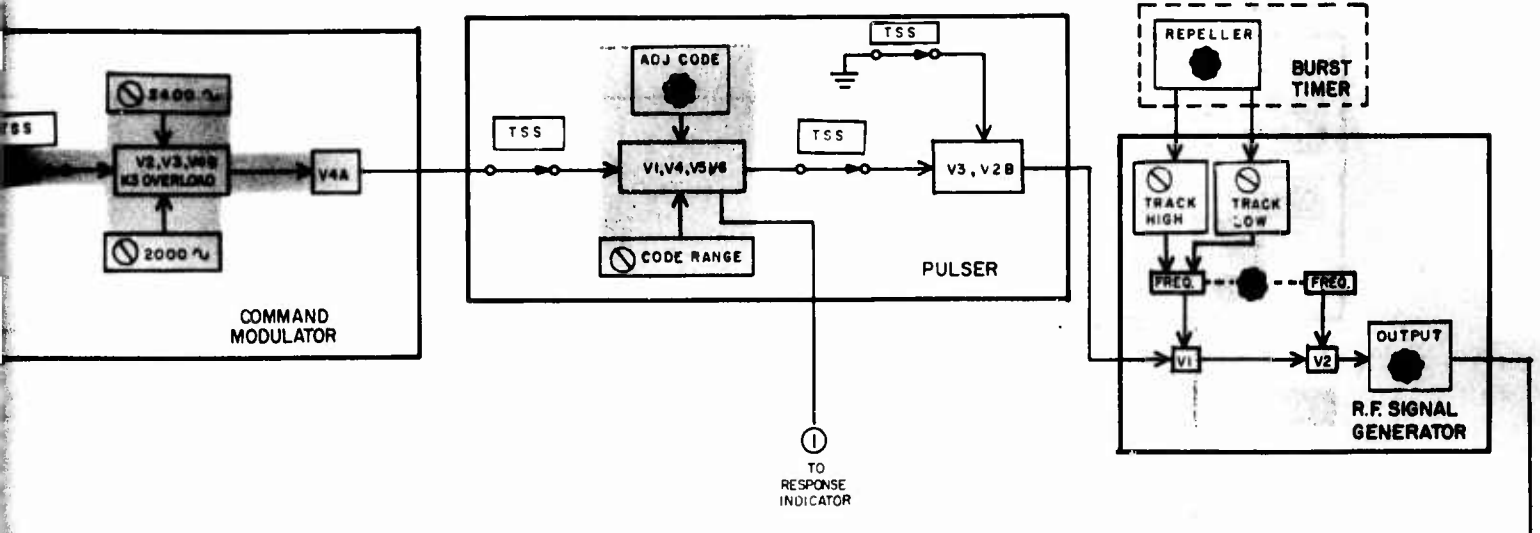 TSS
2400 ~
V2, V3, V6B
K3 OVERLOAD
2000 ~
V4A
COMMAND
MODULATOR
TSS
ADJ CODE
V1, V4, V5 V6
CODE RANGE
TSS
TSS
V3, V2B
PULSER
1
TO
RESPONSE
INDICATOR
REPELLER
BURST
TIMER
TRACK
HIGH
TRACK
LOW
FREQ.
FREQ.
V1
V2
OUTPUT
R.F. SIGNAL
GENERATOR